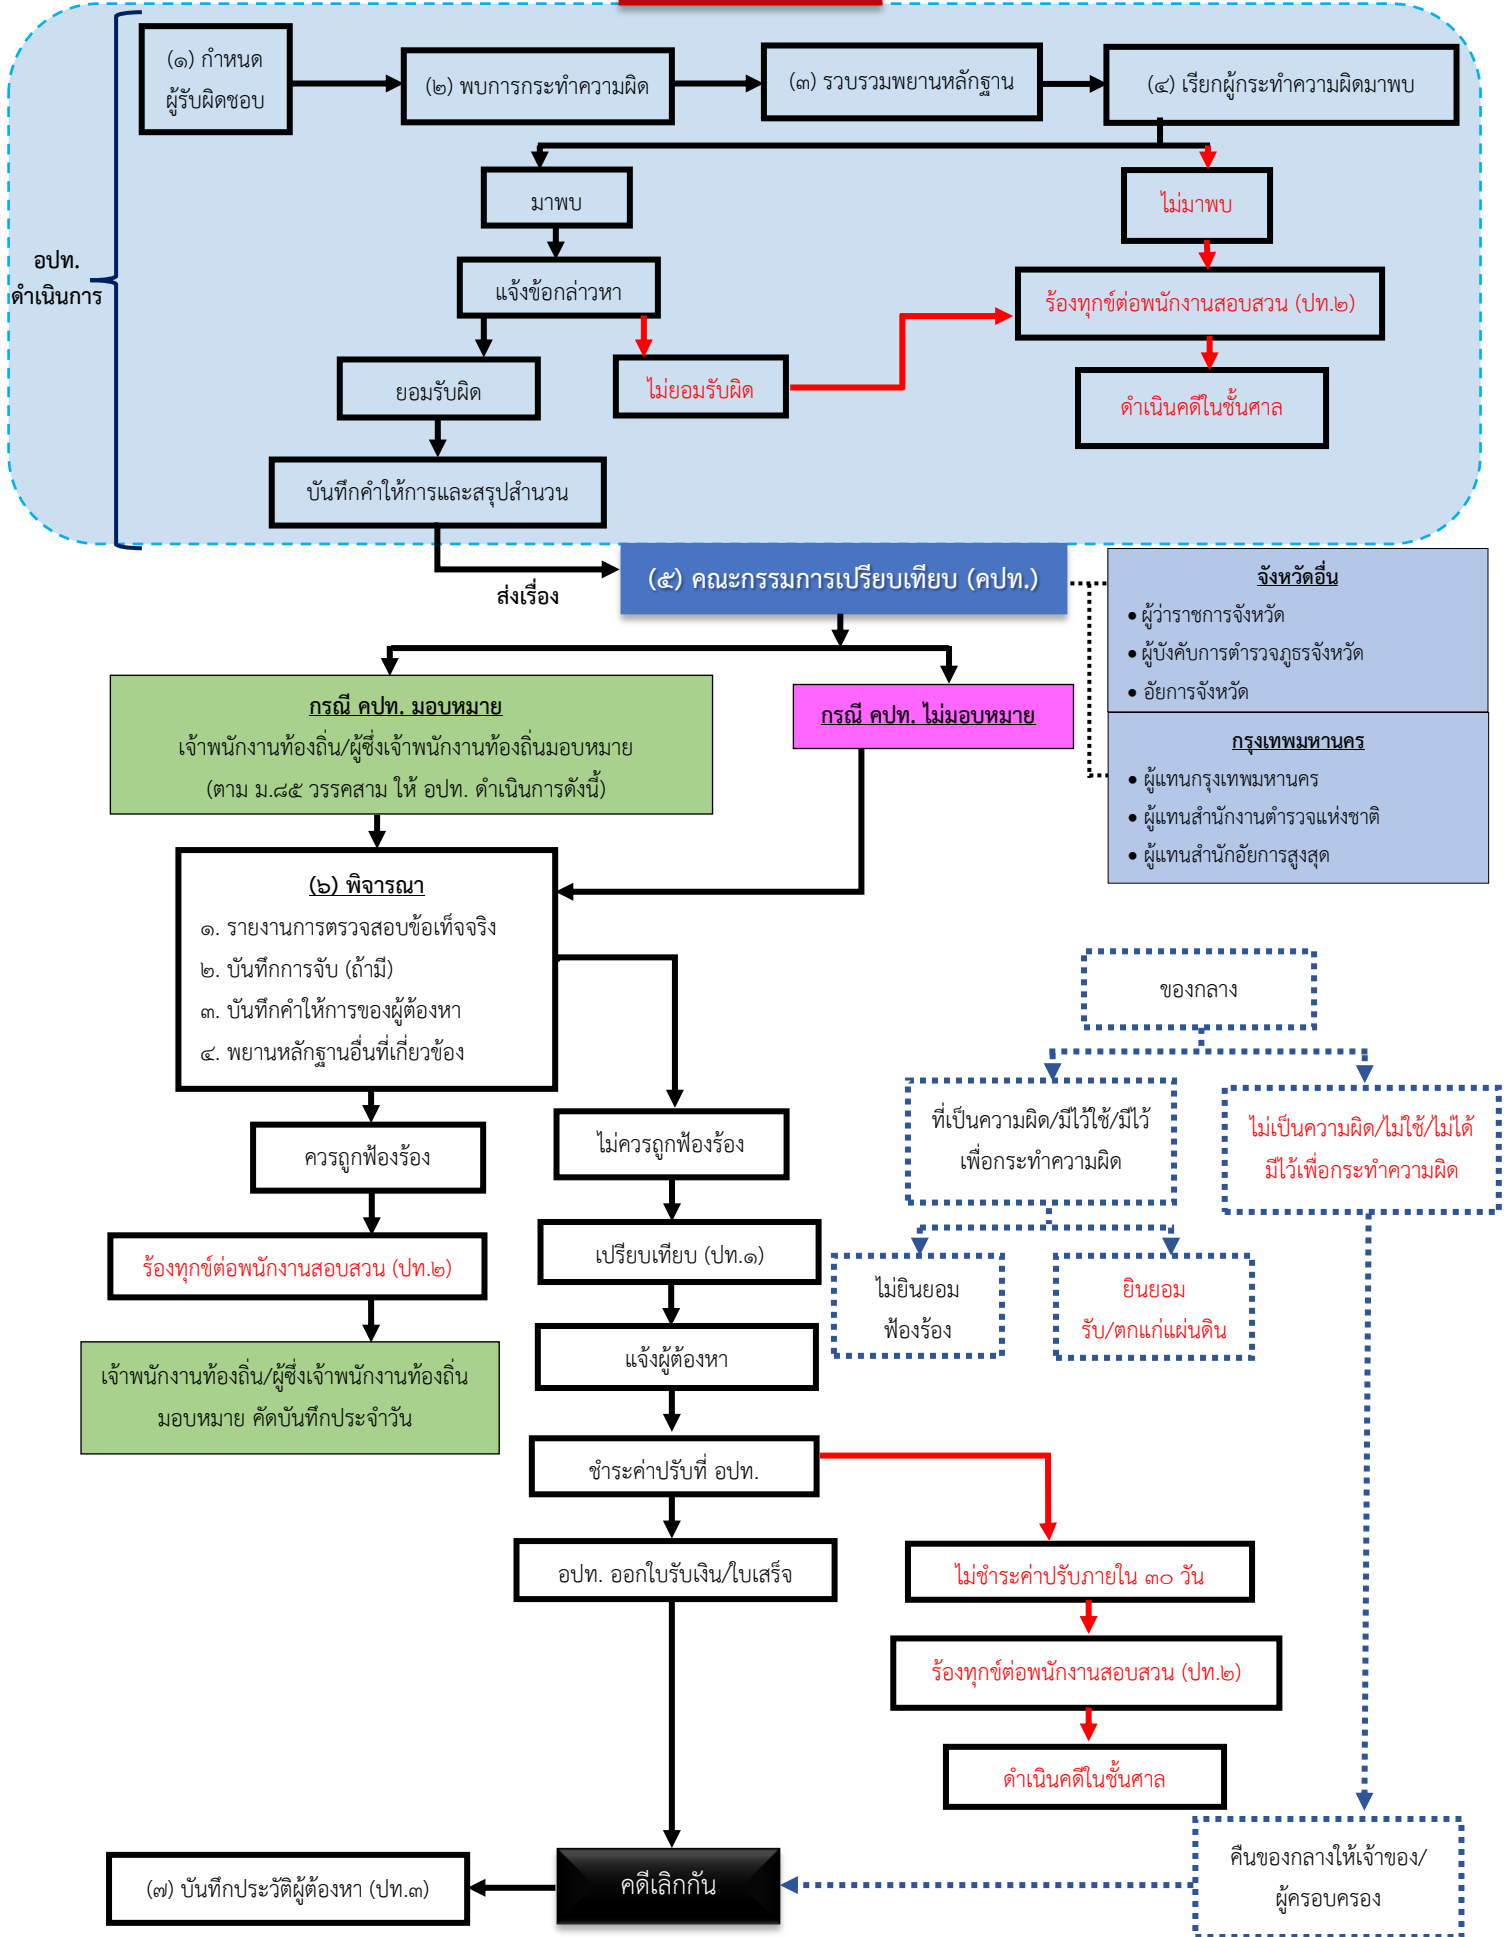 (๑) กำหนด
ผู้รับผิดชอบ
(๒) พบการกระทำความผิด
(๓) รวบรวมพยานหลักฐาน
(๔) เรียกผู้กระทำความผิดมาพบ
มาพบ
ไม่มาพบ
อปท.
ดำเนินการ
แจ้งข้อกล่าวหา
ร้องทุกข์ต่อพนักงานสอบสวน (ปท.๒)
ยอมรับผิด
ไม่ยอมรับผิด
ดำเนินคดีในชั้นศาล
บันทึกคำให้การและสรุปสำนวน
ส่งเรื่อง
(๕) คณะกรรมการเปรียบเทียบ (คปท.)
จังหวัดอื่น
• ผู้ว่าราชการจังหวัด
• ผู้บังคับการตำรวจภูธรจังหวัด
• อัยการจังหวัด
กรุงเทพมหานคร
• ผู้แทนกรุงเทพมหานคร
• ผู้แทนสำนักงานตำรวจแห่งชาติ
• ผู้แทนสำนักอัยการสูงสุด
กรณี คปท. มอบหมาย
เจ้าพนักงานท้องถิ่น/ผู้ซึ่งเจ้าพนักงานท้องถิ่นมอบหมาย
(ตาม ม.๘๕ วรรคสาม ให้ อปท. ดำเนินการดังนี้)
กรณี คปท. ไม่มอบหมาย
(๖) พิจารณา
๑. รายงานการตรวจสอบข้อเท็จจริง
๒. บันทึกการจับ (ถ้ามี)
๓. บันทึกคำให้การของผู้ต้องหา
๔. พยานหลักฐานอื่นที่เกี่ยวข้อง
ของกลาง
ที่เป็นความผิด/มีไว้ใช้/มีไว้
เพื่อกระทำความผิด
ไม่เป็นความผิด/ไม่ใช้/ไม่ได้
มีไว้เพื่อกระทำความผิด
ควรถูกฟ้องร้อง
ไม่ควรถูกฟ้องร้อง
ร้องทุกข์ต่อพนักงานสอบสวน (ปท.๒)
เปรียบเทียบ (ปท.๑)
ไม่ยินยอม
ฟ้องร้อง
ยินยอม
รับ/ตกแก่แผ่นดิน
เจ้าพนักงานท้องถิ่น/ผู้ซึ่งเจ้าพนักงานท้องถิ่น
มอบหมาย คัดบันทึกประจำวัน
แจ้งผู้ต้องหา
ชำระค่าปรับที่ อปท.
อปท. ออกใบรับเงิน/ใบเสร็จ
ไม่ชำระค่าปรับภายใน ๓๐ วัน
ร้องทุกข์ต่อพนักงานสอบสวน (ปท.๒)
ดำเนินคดีในชั้นศาล
คืนของกลางให้เจ้าของ/
ผู้ครอบครอง
คดีเลิกกัน
(๗) บันทึกประวัติผู้ต้องหา (ปท.๓)